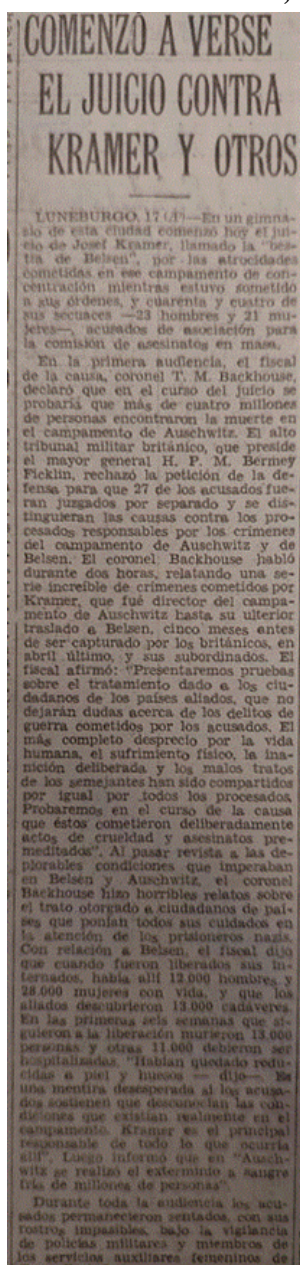 COMENZÓ A VERSE
EL JUICIO CONTRA
KRAMER Y OTROS
LUNEBURGO, 17 (AP)—En un gimna-
sio de esta ciudad comenzó hoy el jui-
cio de Josef Kramer, llamado la "bes-
tia de Belsen", por las atrocidades
cometidas en ese campamento de con-
centración mientras estuvo sometido
a sus órdenes, y cuarenta y cuatro de
sus secuaces —23 hombres y 21 mu-
jeres—, acusados de asociación para
la comisión de asesinatos en masa.
En la primera audiencia, el fiscal
de la causa, coronel T. M. Backhouse,
declaró que en el curso del juicio se
probaría que más de cuatro millones
de personas encontraron la muerte en
el campamento de Auschwitz. El alto
tribunal militar británico, que preside
el mayor general H. P. M. Bermey
Ficklin, rechazó la petición de la de-
fensa para que 27 de los acusados fue-
ran juzgados por separado y se dis-
tinguieran las causas contra los pro-
cesados responsables por los crímenes
del campamento de Auschwitz y de
Belsen. El coronel Backhouse habló
durante dos horas, relatando una se-
rie increíble de crímenes cometidos por
Kramer, que fué director del campa-
mento de Auschwitz hasta su ulterior
traslado a Belsen, cinco meses antes
de ser capturado por los británicos, en
abril último, y sus subordinados. El
fiscal afirmó: "Presentaremos pruebas
sobre el tratamiento dado a los ciu-
dadanos de los países aliados, que no
dejarán dudas acerca de los delitos de
guerra cometidos por los acusados. El
más completo desprecio por la vida
humana, el sufrimiento físico, la ina-
nición deliberada y los malos tratos
de los semejantes han sido compartidos
por igual por todos los procesados.
Probaremos en el curso de la causa
que éstos cometieron deliberadamente
actos de crueldad y asesinatos pre-
meditados". Al pasar revista a las de-
plorables condiciones que imperaban
en Belsen y Auschwitz, el coronel
Backhouse hizo horribles relatos sobre
el trato otorgado a ciudadanos de paí-
ses que ponían todos sus cuidados en
la atención de los prisioneros nazis.
Con relación a Belsen, el fiscal dijo
que cuando fueron liberados sus in-
ternados, había allí 12.000 hombres y
28.000 mujeres con vida, y que los
aliados descubrieron 13.000 cadáveres.
En las primeras seis semanas que si-
guieron a la liberación murieron 13.000
personas y otras 11.000 debieron ser
hospitalizadas. "Habían quedado redu-
cidas a piel y huesos — dijo—. Es
una mentira desesperada si los acusa-
dos sostienen que desconocían las con-
diciones que existían realmente en el
campamento. Kramer es el principal
responsable de todo lo que ocurría
allí". Luego informó que en "Ausch-
witz se realizó el exterminio a sangre
fría de millones de personas".
Durante toda la audiencia los acu-
sados permanecieron sentados, con sus
rostros impasibles, bajo la vigilancia
de policías militares y miembros de
los servicios auxiliares femeninos de